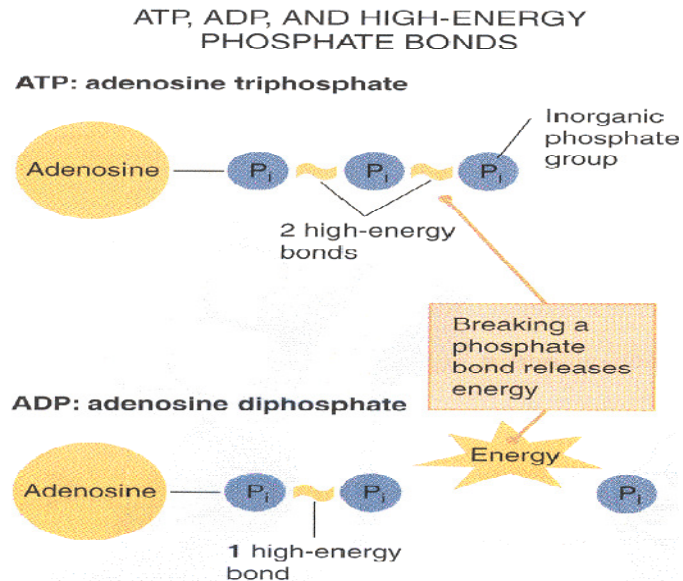 ATP, ADP, AND HIGH-ENERGY
PHOSPHATE BONDS
ATP: adenosine triphosphate
Inorganic
phosphate
group
Adenosine
Pi
Pi
Pi
2 high-energy
bonds
Breaking a
phosphate
bond releases
energy
ADP: adenosine diphosphate
Energy
Adenosine
Pi
Pi
Pi
1 high-energy
bond